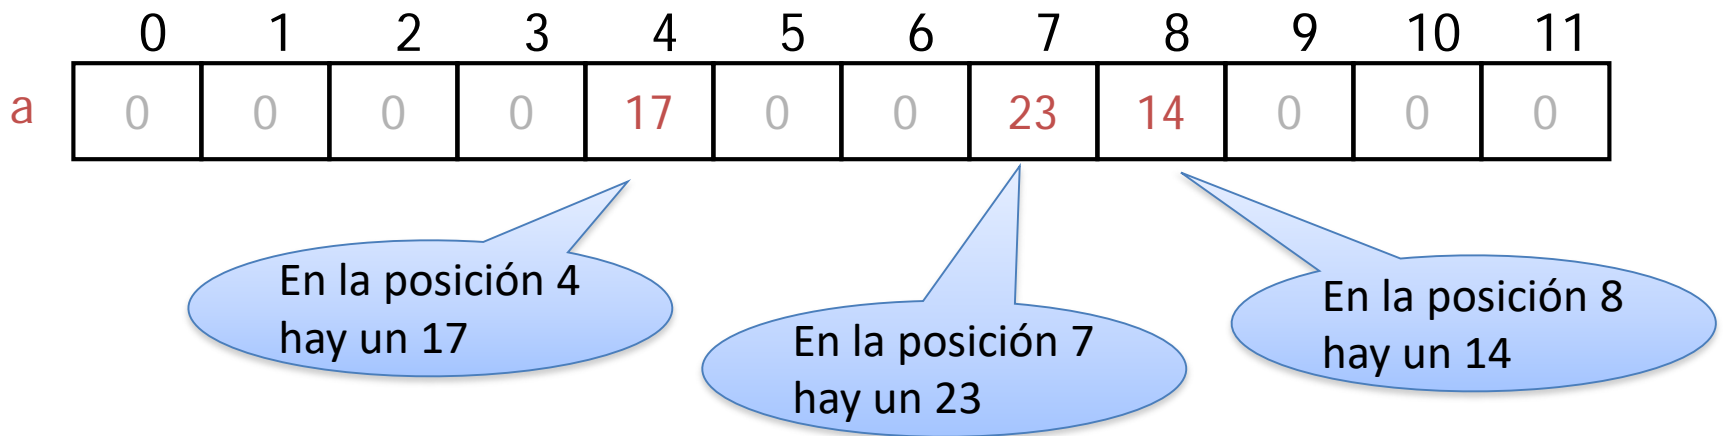 0 1 2 3 4 5 6 7 8 9 10 11
a 0 0 0 0 17 0 0 23 14 0 0 0
En la posición 4
hay un 17
En la posición 7
hay un 23
En la posición 8
hay un 14